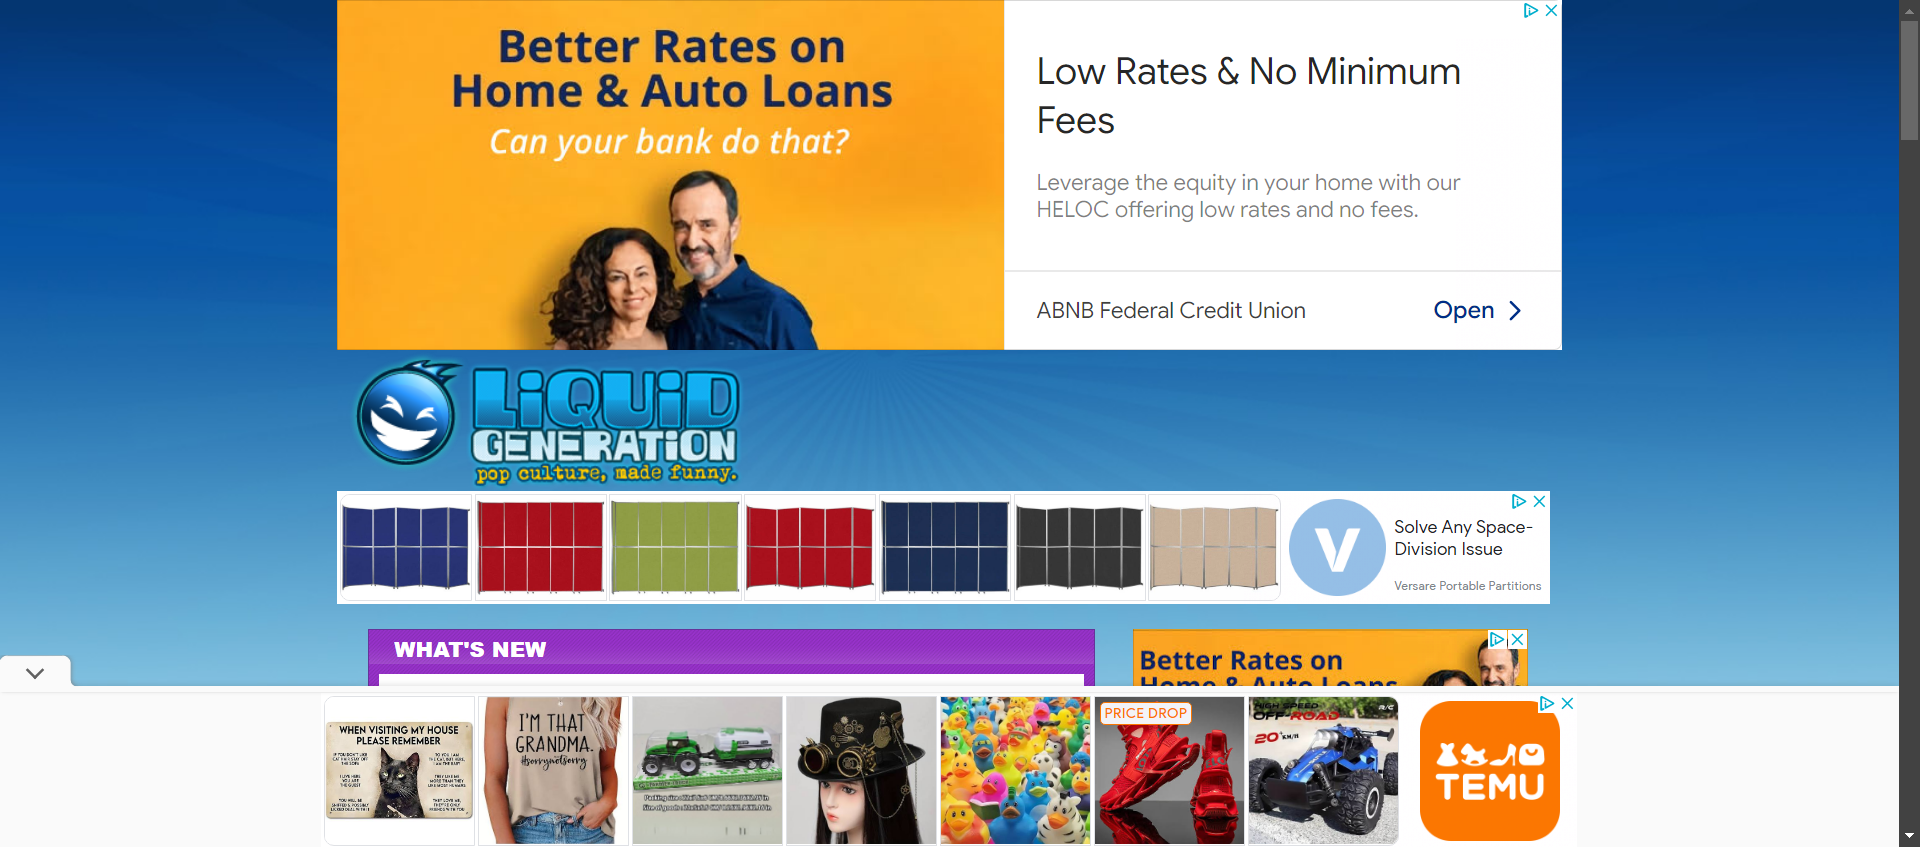 Better Rates on
Home & Auto Loans
Can your bank do that?
Low Rates & No Minimum
Fees
Leverage the equity in your home with our
HELOC offering low rates and no fees.
ABNB Federal Credit Union
Open
LiQUiD
GENERATiON
pop culture, made funny.
V
Solve Any Space-
Division Issue
Versare Portable Partitions
WHAT'S NEW
Better Rates on
Home & Auto Loans
WHEN VISITING MY HOUSE
PLEASE REMEMBER
I'M THAT
GRANDMA.
#sorrynotsorry
PRICE DROP
HIGH SPEED
OFF-ROAD
R/C
20+ KM/H
TEMU